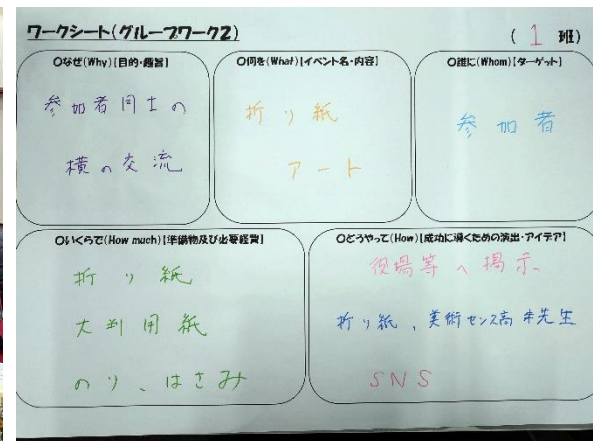 ワークシート(グループワーク2)
( 1 班)
○なぜ(Why)[目的・趣旨]
参加者同士の
横の交流
○何を(What)[イベント名・内容]
折り紙
アート
○誰に(Whom)[ターゲット]
参加者
○いくらで(How much)[準備物及び必要経費]
折り紙
大判用紙
のり、はさみ
○どうやって(How)[成功に導くための演出・アイデア]
役場等へ掲示、
折り紙、美術センス高 先生
SNS